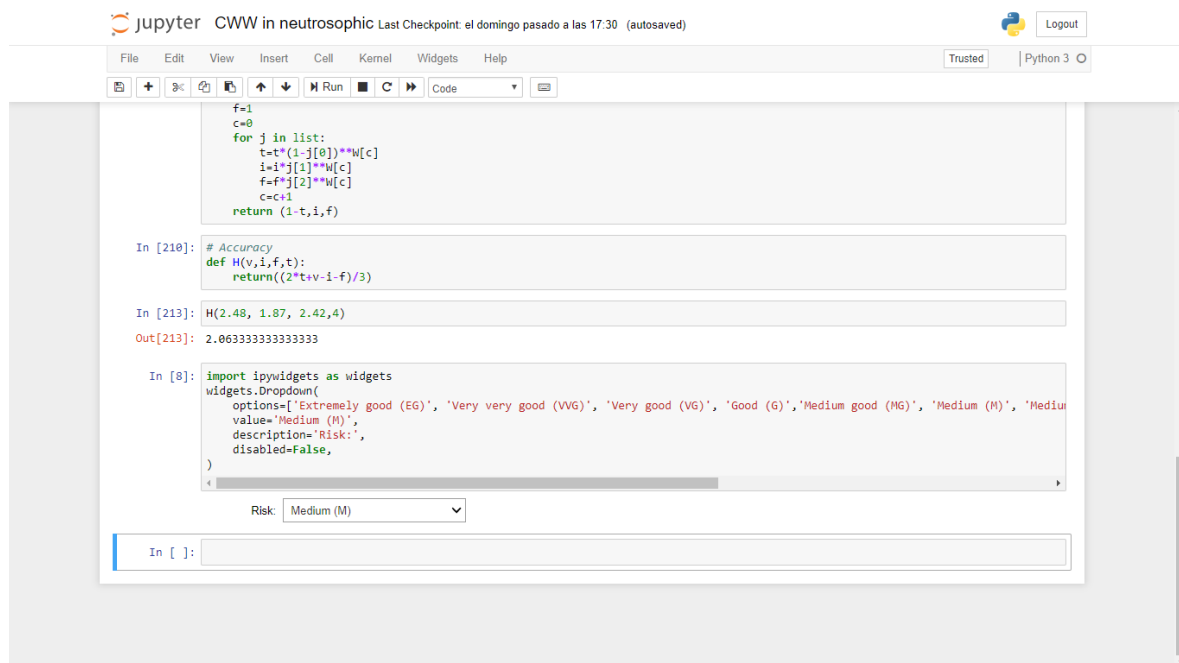 jupyter CWW in neutrosophic Last Checkpoint: el domingo pasado a las 17:30 (autosaved) Logout
File Edit View Insert Cell Kernel Widgets Help Trusted Python 3
Run Code
f=1
c=0
for j in list:
t=t*(1-j[0])**W[c]
i=i*j[1]**W[c]
f=f*j[2]**W[c]
c=c+1
return (1-t,i,f)
In [210]: # Accuracy
def H(v,i,f,t):
return((2*t+v-i-f)/3)
In [213]: H(2.48, 1.87, 2.42,4)
Out[213]: 2.063333333333333
In [8]: import ipywidgets as widgets
widgets.Dropdown(
options=['Extremely good (EG)', 'Very very good (VVG)', 'Very good (VG)', 'Good (G)','Medium good (MG)', 'Medium (M)', 'Medium
value='Medium (M)',
description='Risk:',
disabled=False,
)
Risk: Medium (M)
In [ ]: